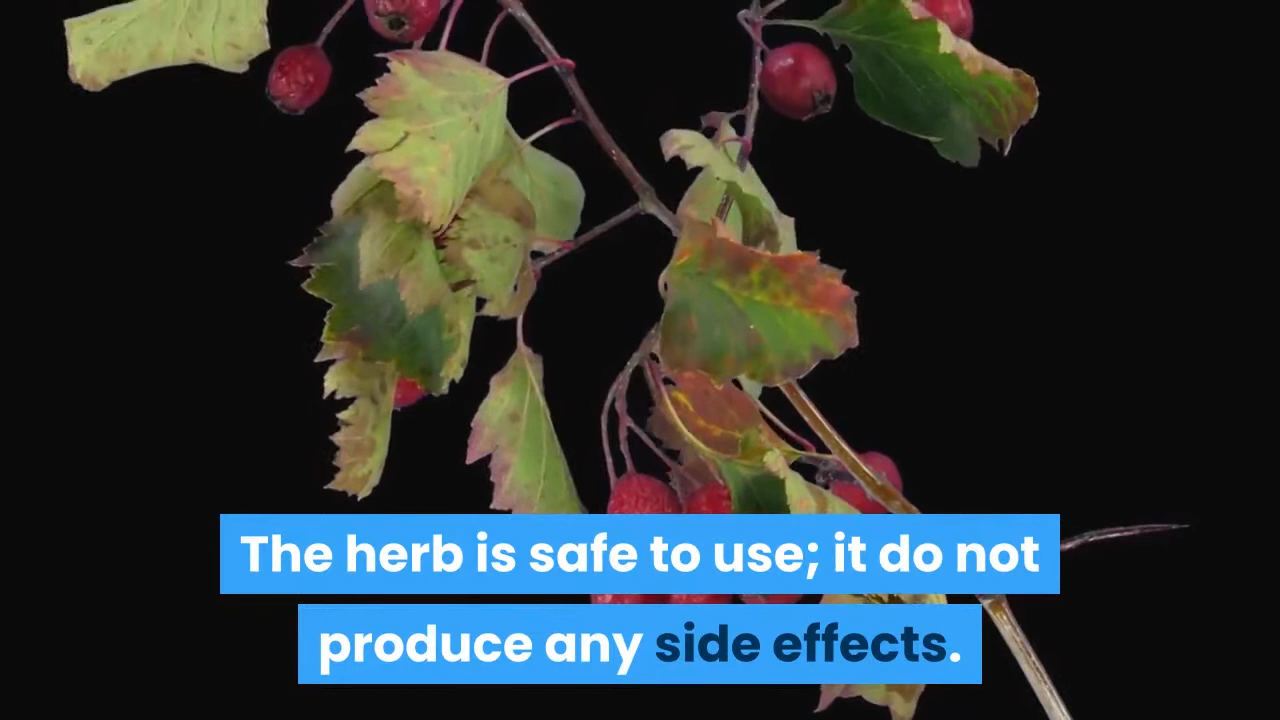 The herb is safe to use; it do not
produce any side effects.